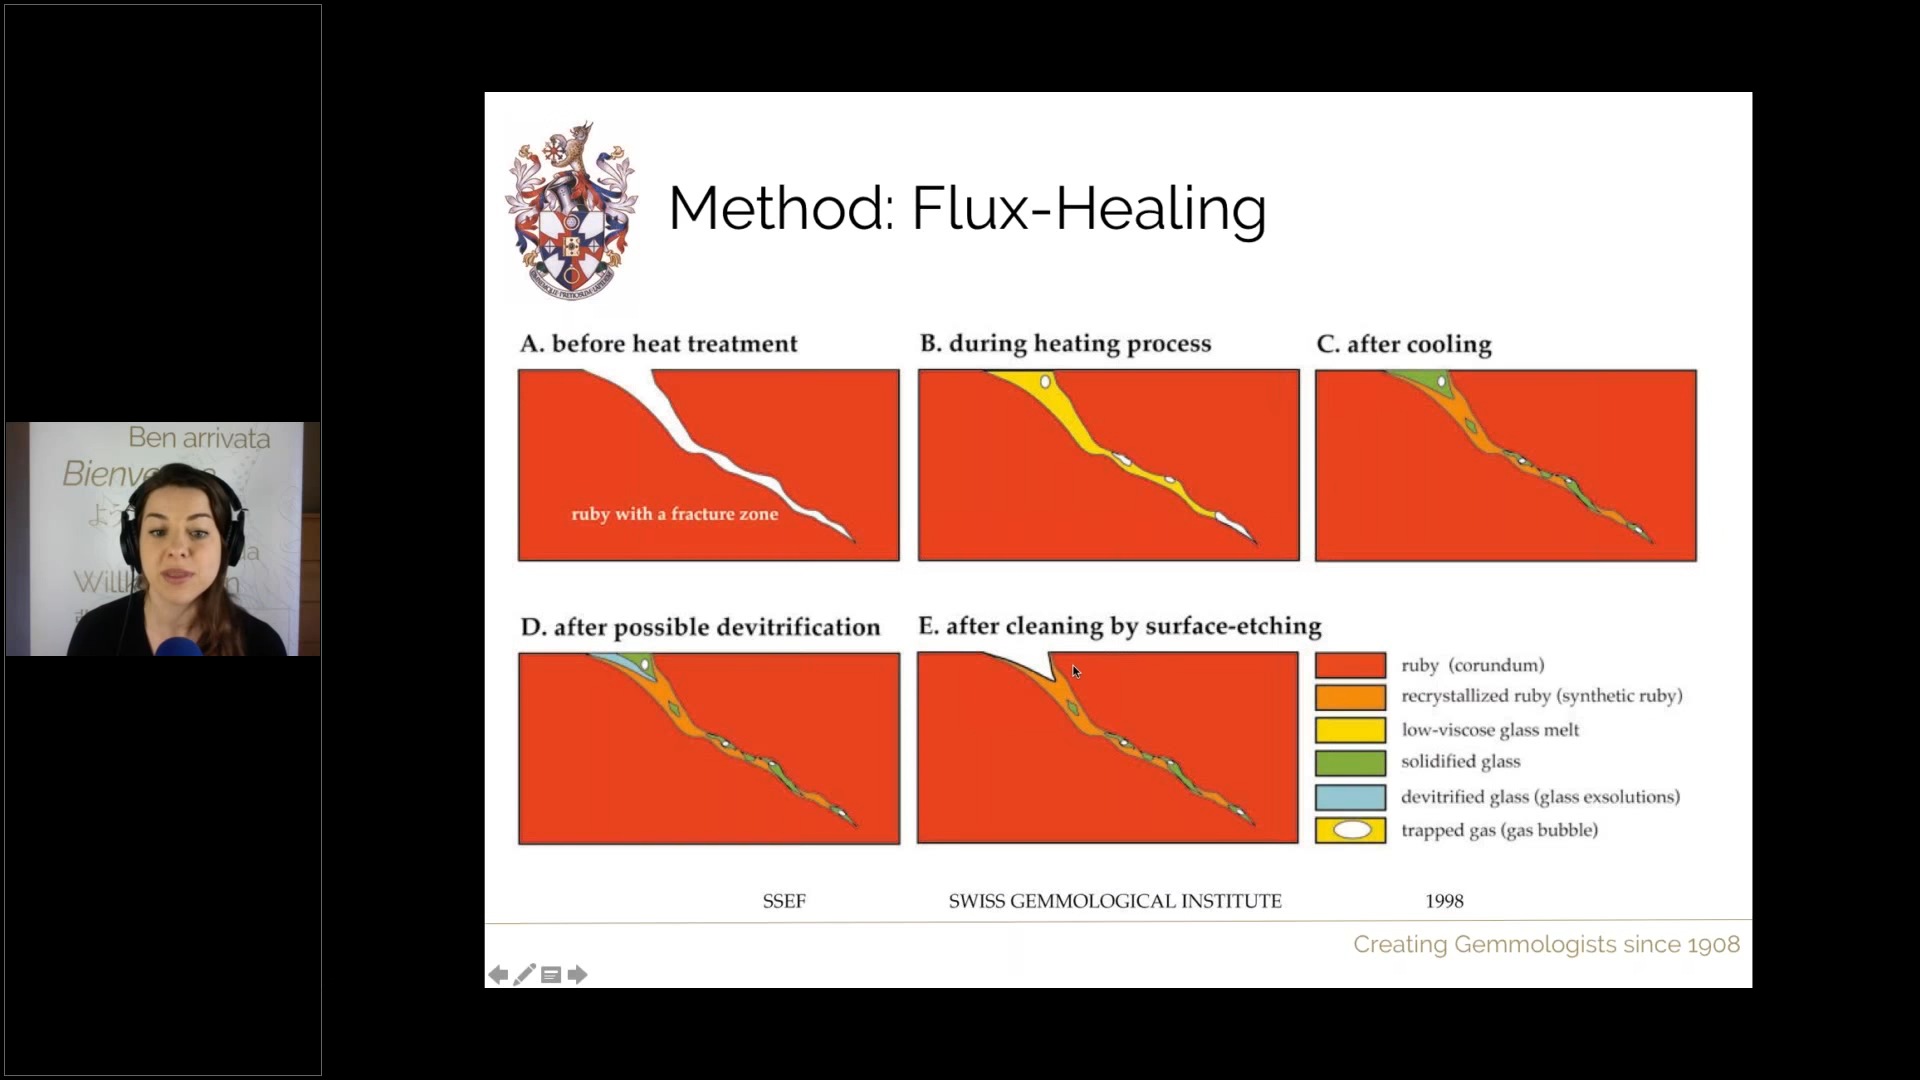 Ben arrivata
Willk
Method: Flux-Healing
A. before heat treatment
B. during heating process
C. after cooling
ruby with a fracture zone
D. after possible devitrification
E. after cleaning by surface-etching
ruby (corundum)
recrystallized ruby (synthetic ruby)
low-viscose glass melt
solidified glass
devitrified glass (glass exsolutions)
trapped gas (gas bubble)
SSEF
SWISS GEMMOLOGICAL INSTITUTE
1998
Creating Gemmologists since 1908